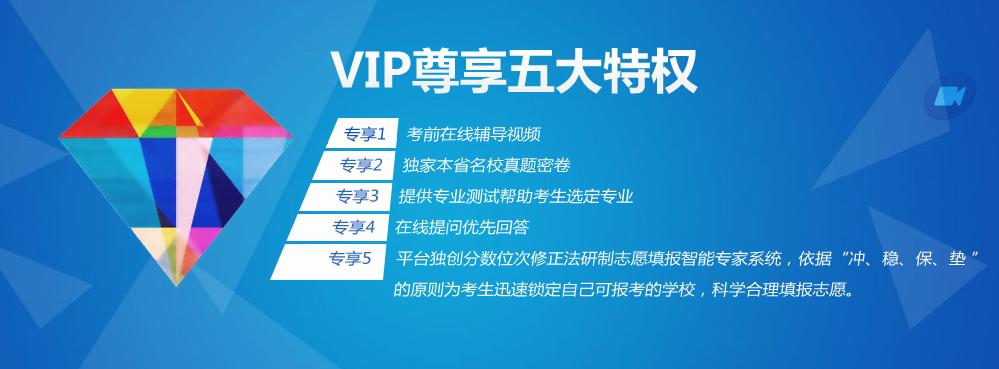 VIP尊享五大特权
专享1 考前在线辅导视频
专享2 独家本省名校真题密卷
专享3 提供专业测试帮助考生选定专业
专享4 在线提问优先回答
专享5 平台独创分数位次修正法研制志愿填报智能专家系统，依据“冲、稳、保、垫”
的原则为考生迅速锁定自己可报考的学校，科学合理填报志愿。